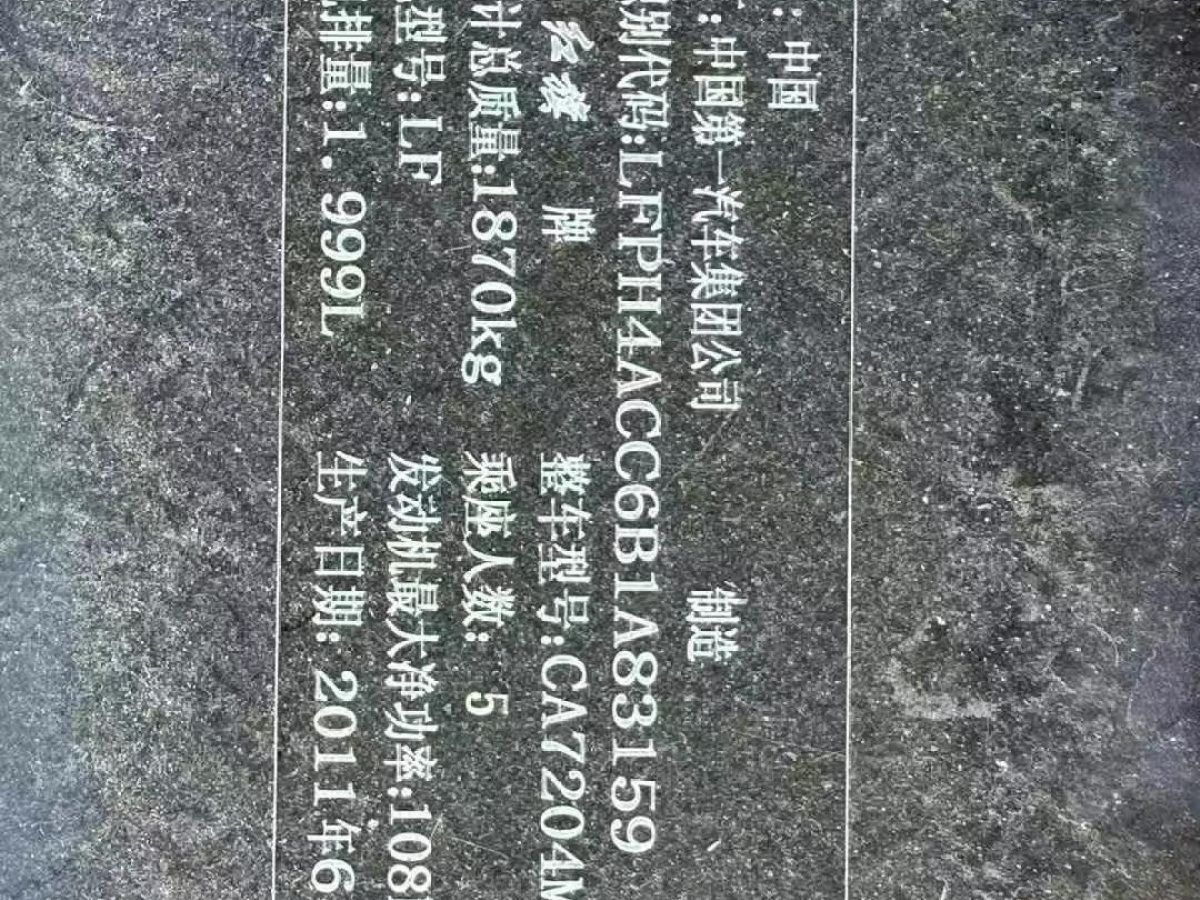 :中国
:中国第一汽车集团公司 制造
别代码:LFPH4ACC6B1A83159
红旗 牌 整车型号:CA7204M
计总质量:1870kg 乘座人数: 5
型号:LF 发动机最大净功率:108
排量:1.999L 生产日期: 2011年6